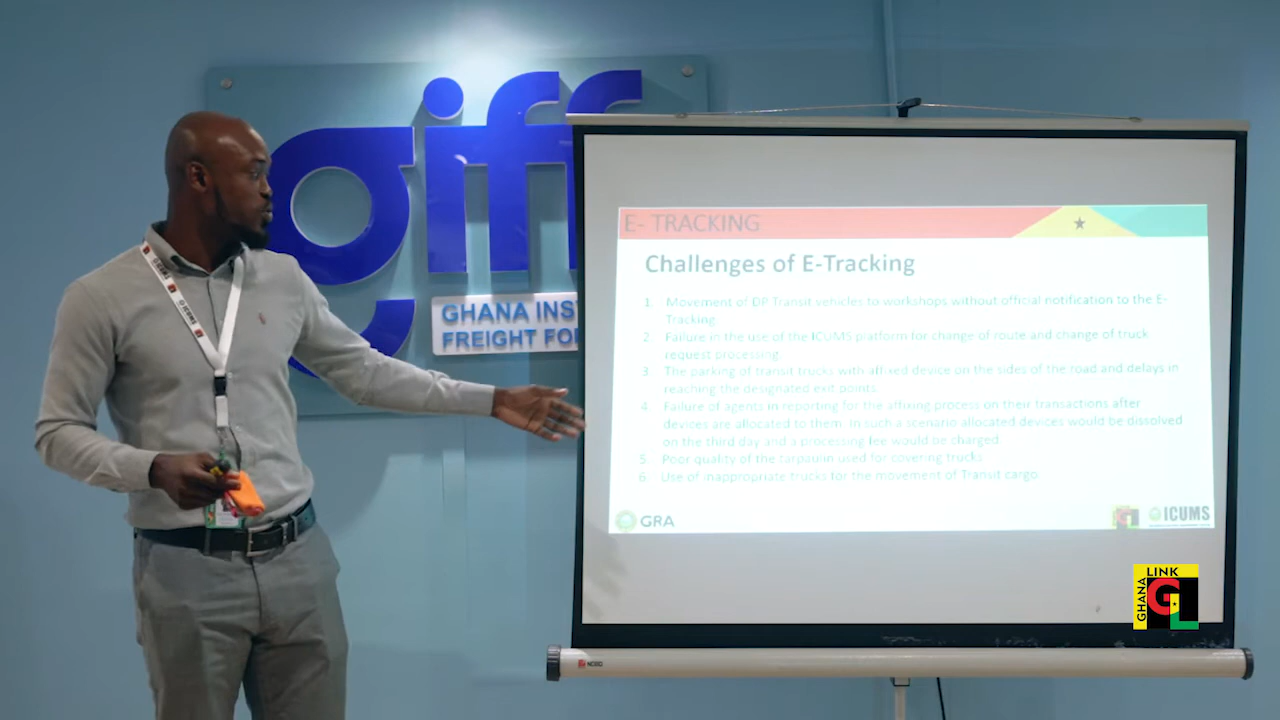 giff
GHANA INS
FREIGHT FO
E- TRACKING
Challenges of E-Tracking
1. Movement of DP Transit vehicles to workshops without official notification to the E-
Tracking.
2. Failure in the use of the ICUMS platform for change of route and change of truck
request processing.
3. The parking of transit trucks with affixed device on the sides of the road and delays in
reaching the designated exit points.
4. Failure of agents in reporting for the affixing process on their transactions after
devices are allocated to them. In such a scenario allocated devices would be dissolved
on the third day and a processing fee would be charged.
5. Poor quality of the tarpaulin used for covering trucks.
6. Use of inappropriate trucks for the movement of Transit cargo.
GRA
ICUMS
GHANA LINK
GL